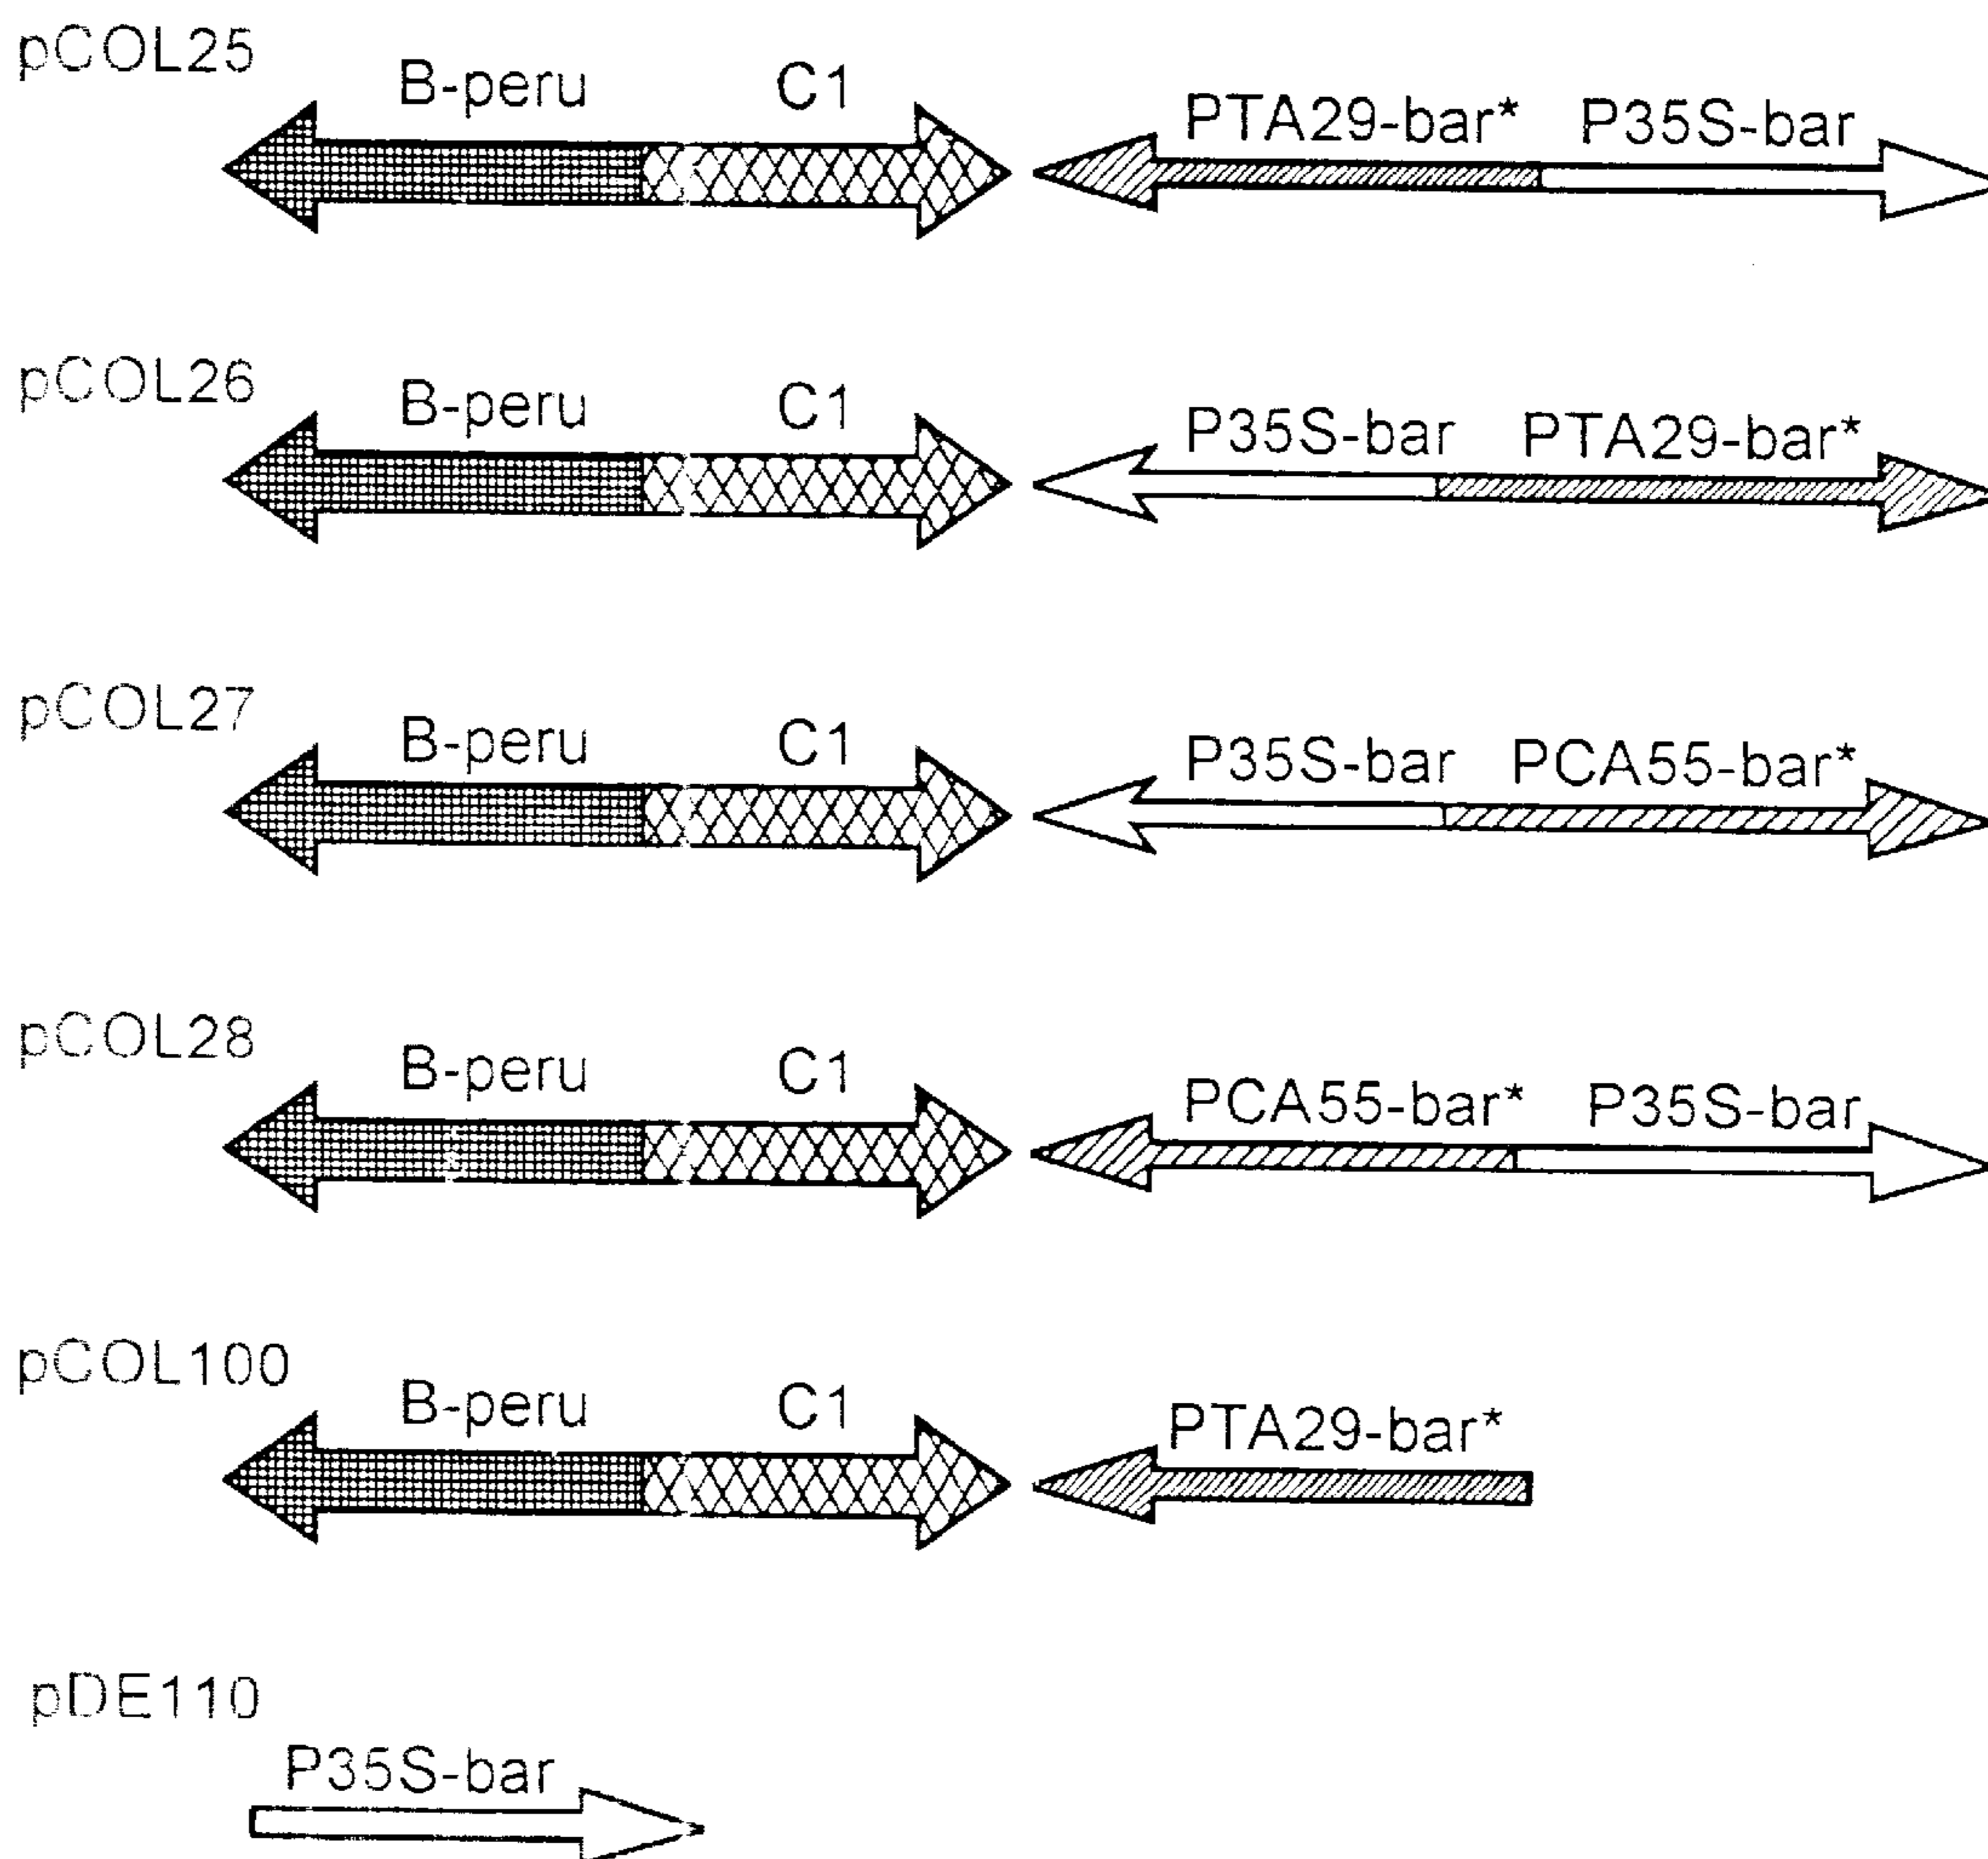 pCOL25
B-peru C1 PTA29-bar* P35S-bar
pCOL26
B-peru C1 P35S-bar PTA29-bar*
pCOL27
B-peru C1 P35S-bar PCA55-bar*
pCOL28
B-peru C1 PCA55-bar* P35S-bar
pCOL100
B-peru C1 PTA29-bar*
pDE110
P35S-bar